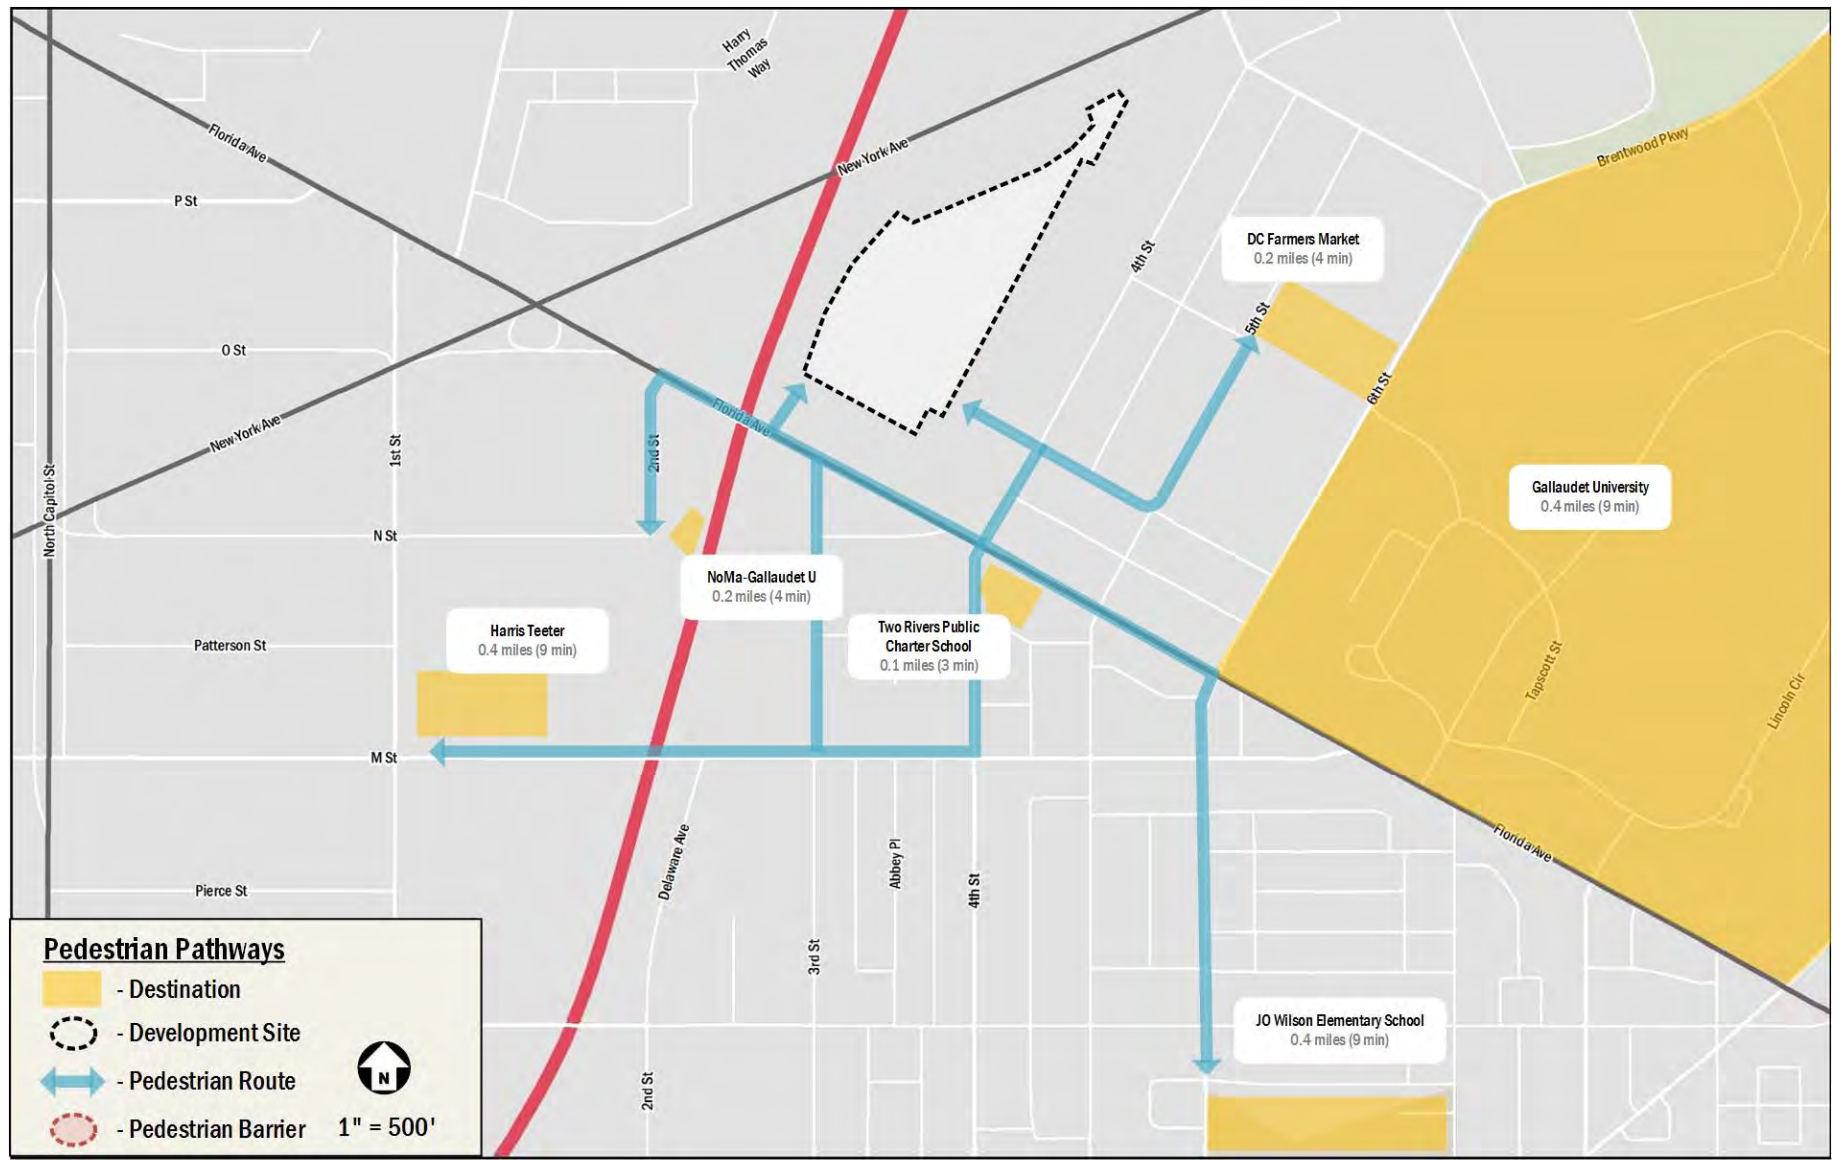 Harry
Thomas
Way
Florida Ave
New York Ave
Brentwood Pkwy
P St
DC Farmers Market
0.2 miles (4 min)
4th St
5th St
O St
6th St
Florida Ave
New York Ave
1st St
2nd St
North Capitol St
Gallaudet University
0.4 miles (9 min)
N St
NoMa-Gallaudet U
0.2 miles (4 min)
Harris Teeter
0.4 miles (9 min)
Two Rivers Public
Charter School
0.1 miles (3 min)
Patterson St
Tapscott St
Lincoln Cir
M St
Florida Ave
Delaware Ave
Abbey Pl
4th St
Pierce St
3rd St
JO Wilson Elementary School
0.4 miles (9 min)
2nd St
Pedestrian Pathways
- Destination
- Development Site
- Pedestrian Route
- Pedestrian Barrier
N
1" = 500'